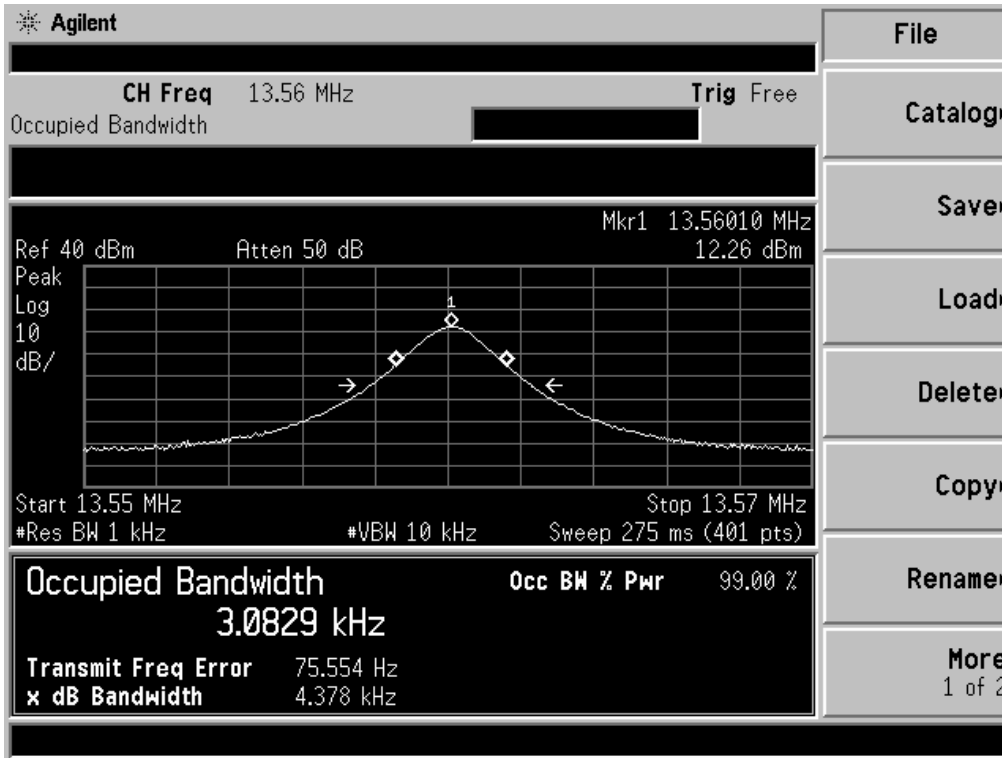 Agilent
CH Freq 13.56 MHz Trig Free
Occupied Bandwidth
Mkr1 13.56010 MHz
Ref 40 dBm Atten 50 dB 12.26 dBm
Peak
Log
10
dB/
1
Start 13.55 MHz Stop 13.57 MHz
#Res BW 1 kHz #VBW 10 kHz Sweep 275 ms (401 pts)
Occupied Bandwidth Occ BW % Pwr 99.00 %
3.0829 kHz
Transmit Freq Error 75.554 Hz
x dB Bandwidth 4.378 kHz
File
Catalog
Save
Load
Delete
Copy
Rename
More
1 of 2